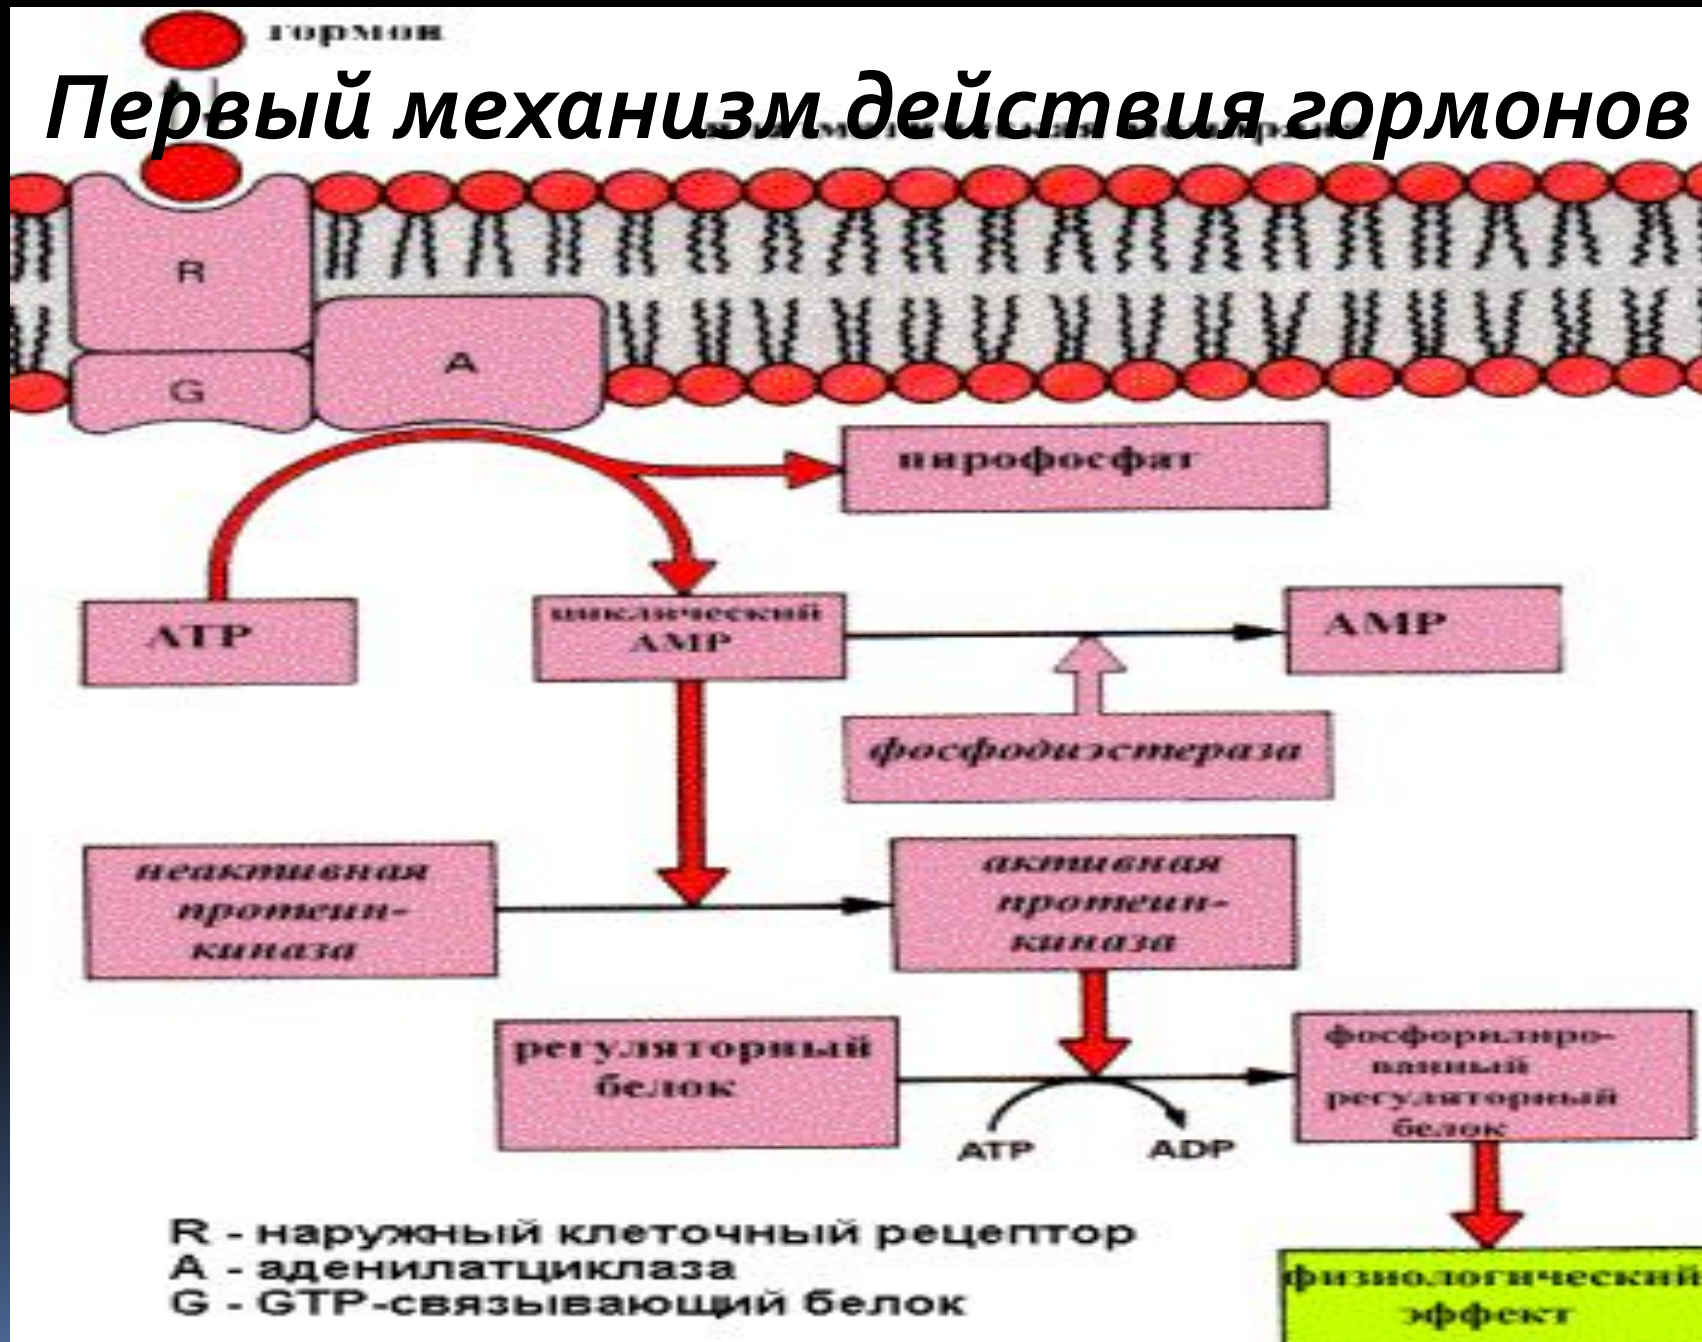 гормон
Первый механизм действия гормонов
R
A
G
пирофосфат
ATP
циклический
AMP
AMP
фосфодиэстераза
неактивная
протеин-
киназа
активная
протеин-
киназа
регуляторный
белок
ATP
ADP
фосфорилиро-
ванный
регуляторный
белок
R - наружный клеточный рецептор
A - аденилатциклаза
G - GTP-связывающий белок
физиологический
эффект